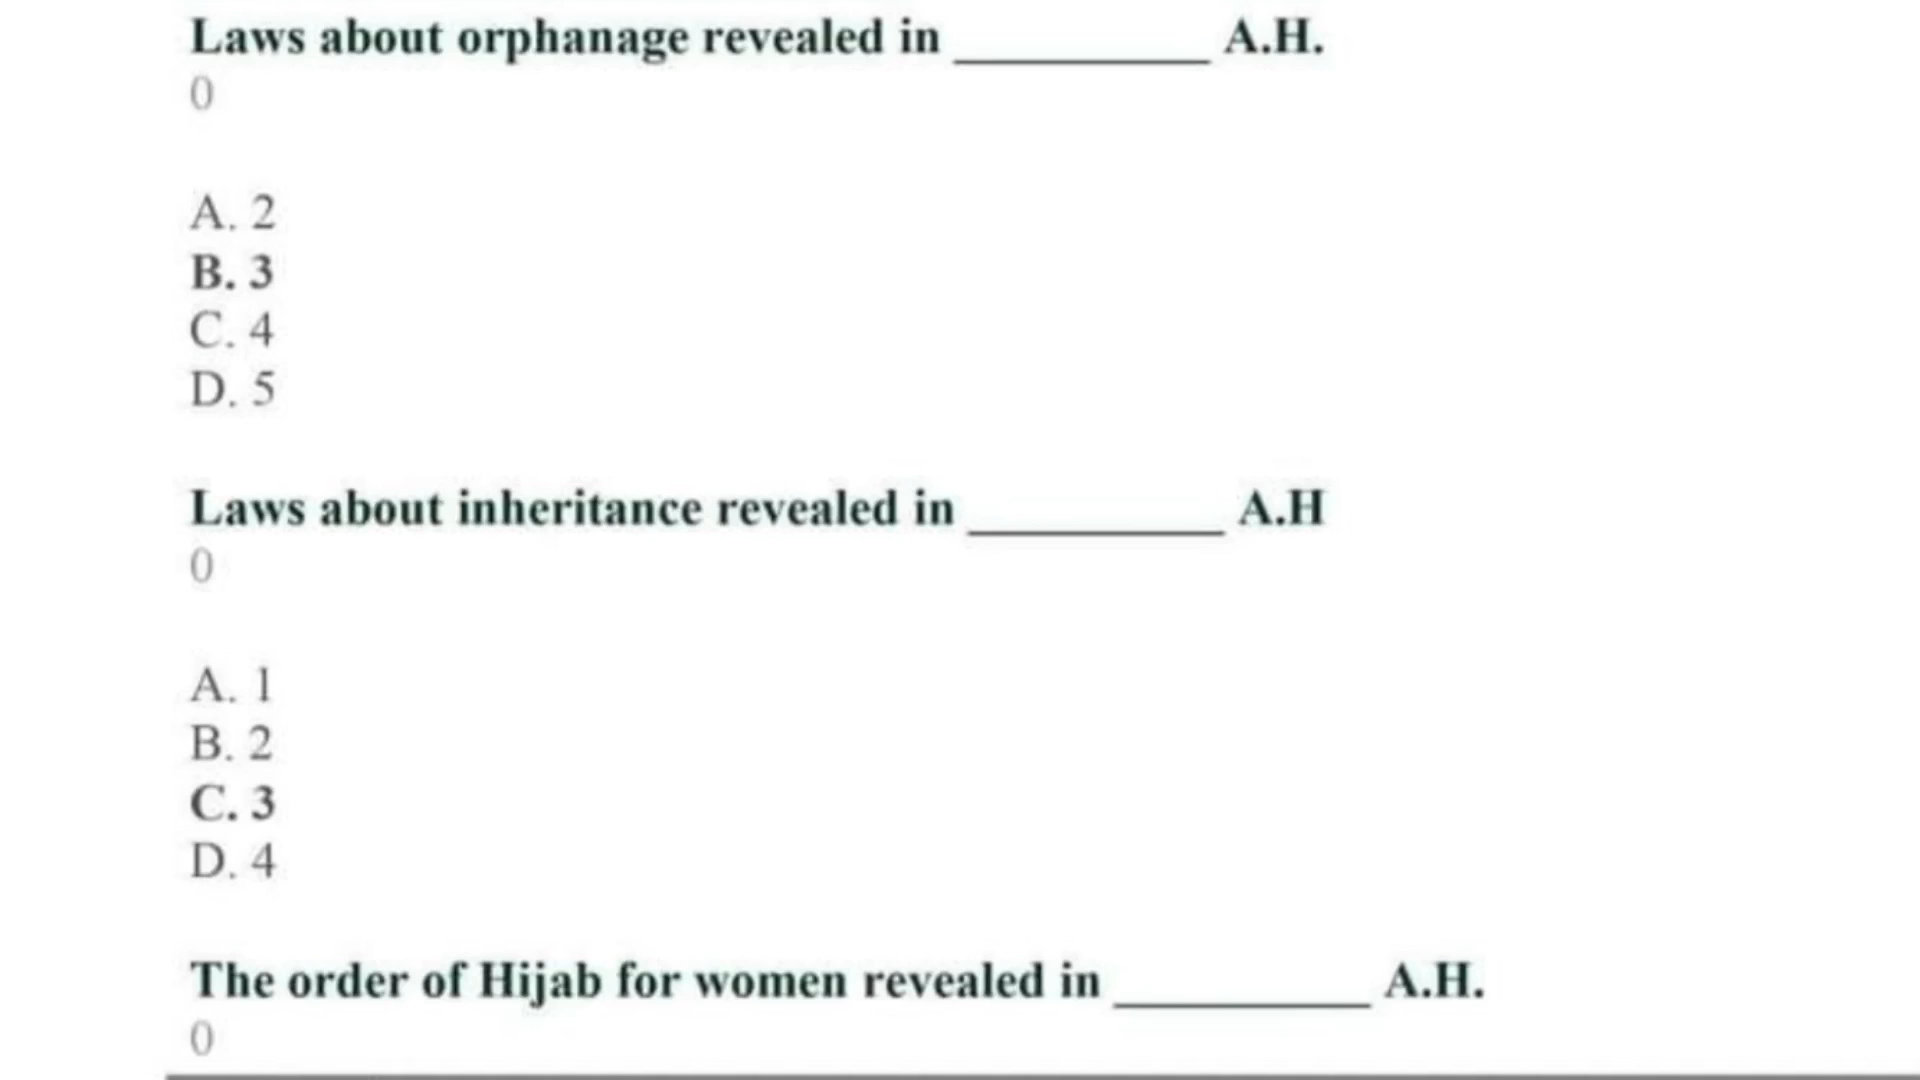 Laws about orphanage revealed in __________ A.H.
0
A. 2
B. 3
C. 4
D. 5
Laws about inheritance revealed in __________ A.H
0
A. 1
B. 2
C. 3
D. 4
The order of Hijab for women revealed in __________ A.H.
0